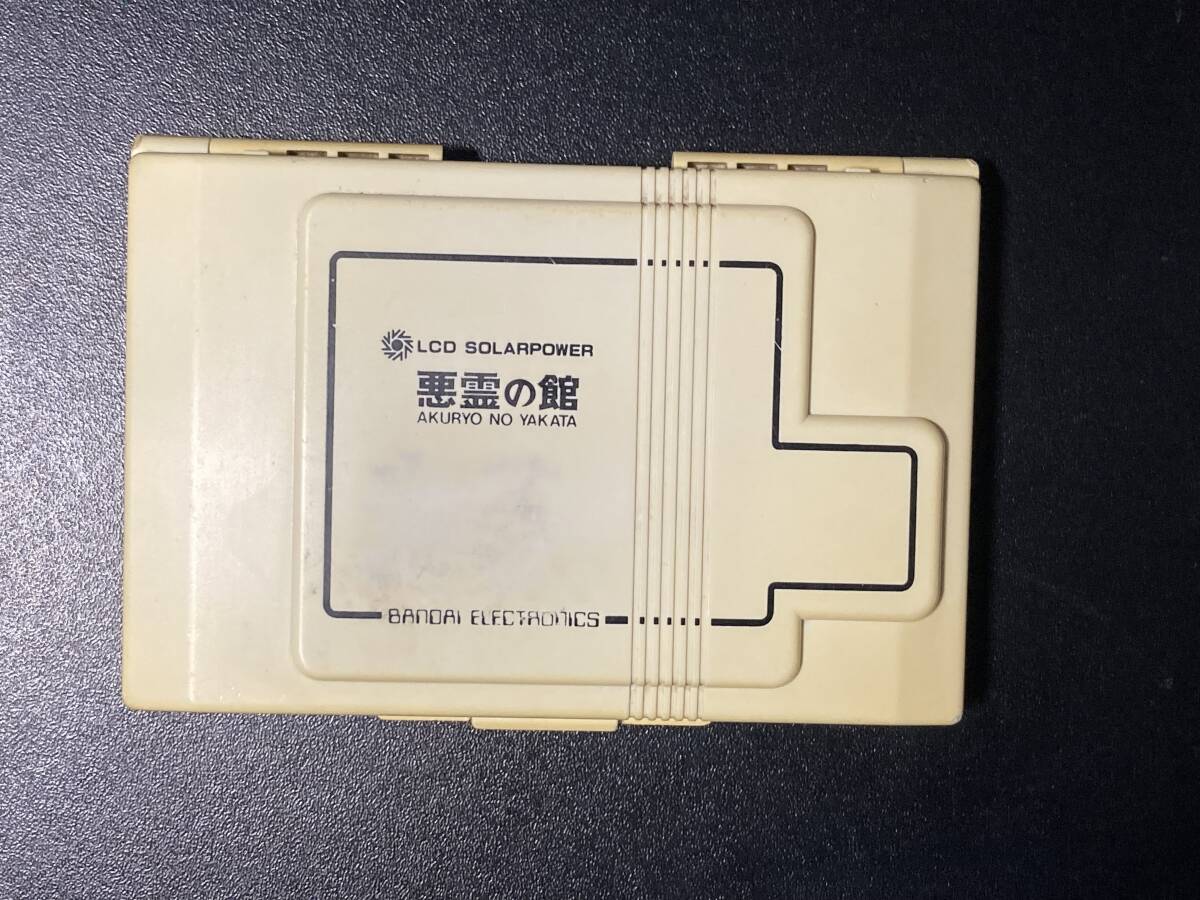 LCD SOLARPOWER
悪霊の館
AKURYO NO YAKATA
BANDAI ELECTRONICS